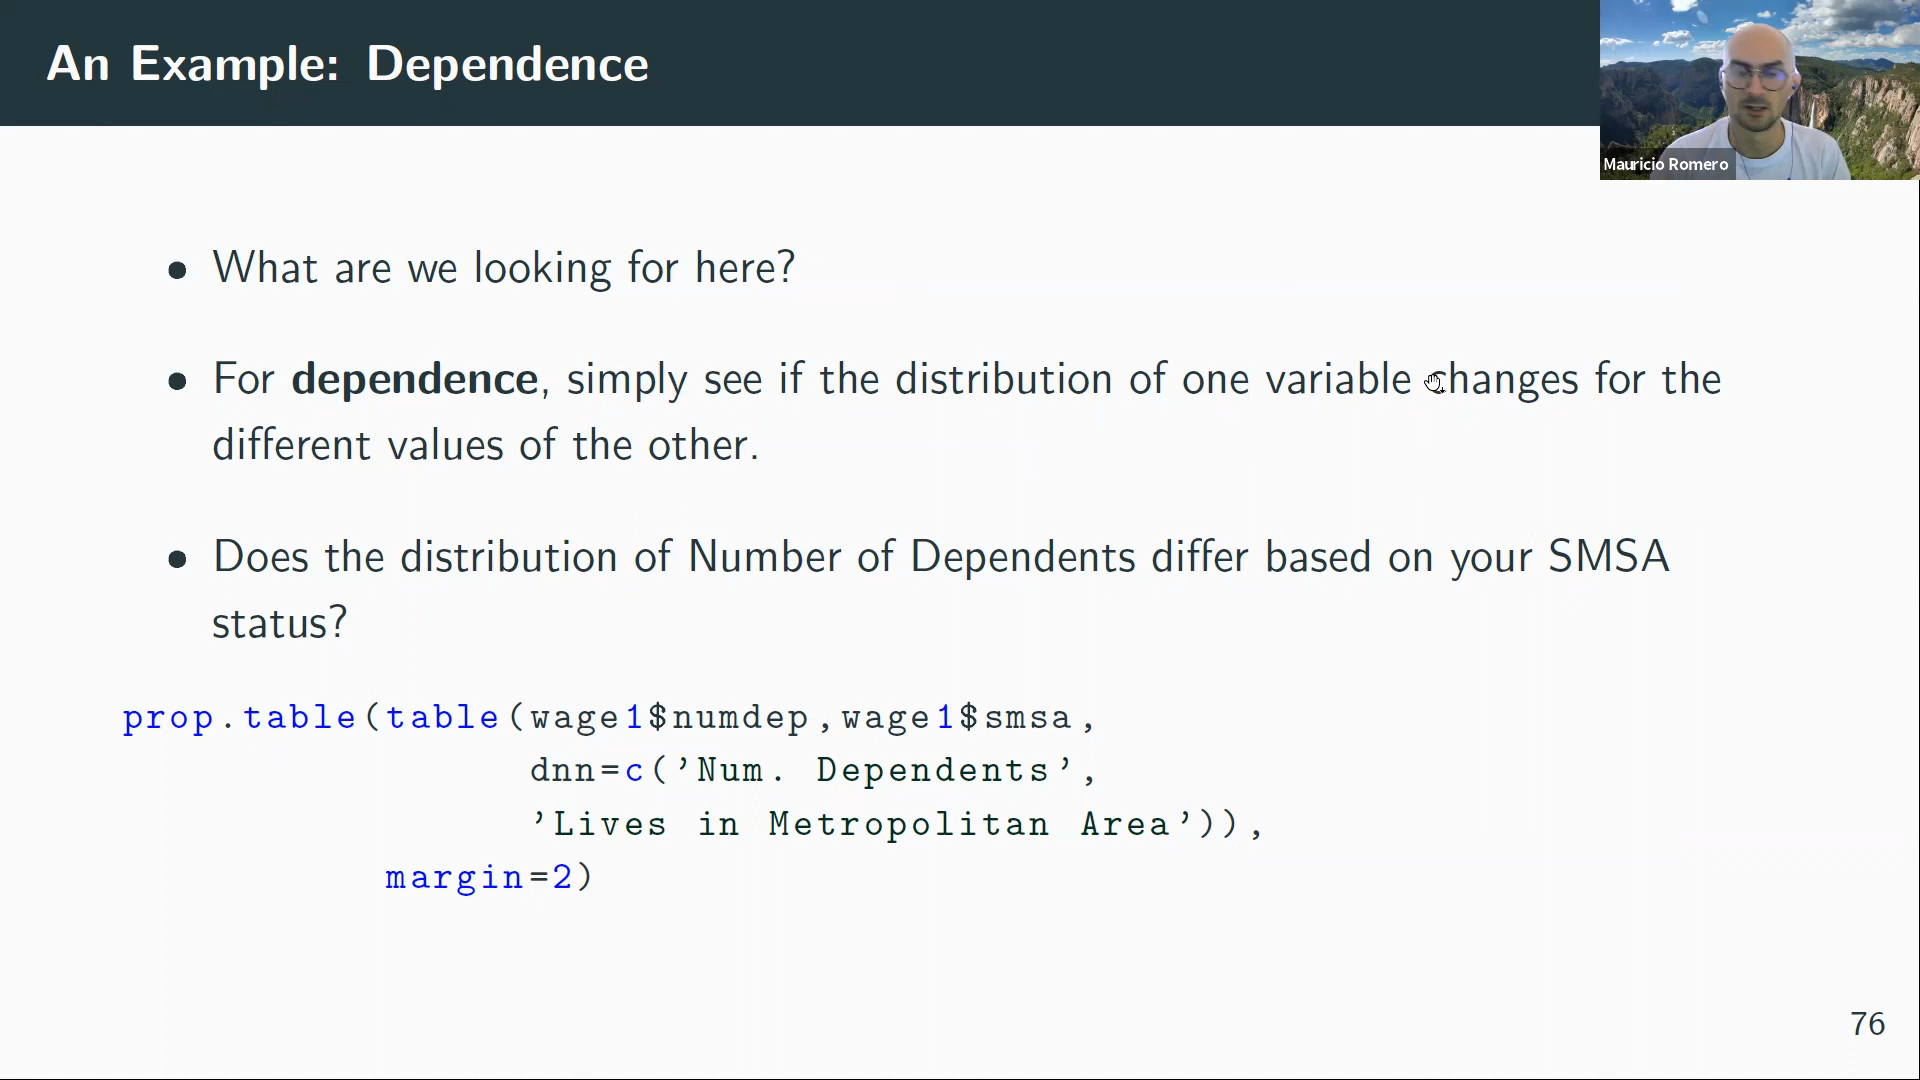 An Example: Dependence
Mauricio Romero
• What are we looking for here?
• For dependence, simply see if the distribution of one variable changes for the
different values of the other.
• Does the distribution of Number of Dependents differ based on your SMSA
status?
prop.table(table(wage1$numdep,wage1$smsa,
dnn=c('Num. Dependents',
'Lives in Metropolitan Area')),
margin=2)
76